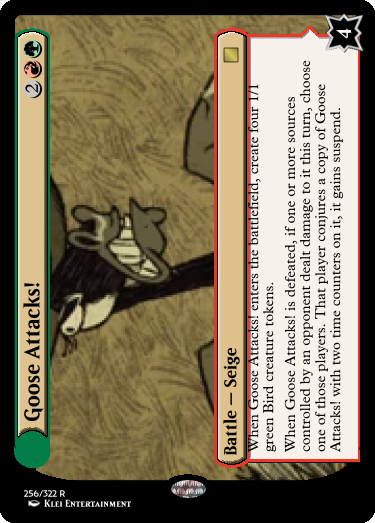 Goose Attacks!
2
Battle — Seige
When Goose Attacks! enters the battlefield, create four 1/1
green Bird creature tokens.
When Goose Attacks! is defeated, if one or more sources
controlled by an opponent dealt damage to it this turn, choose
one of those players. That player conjures a copy of Goose
Attacks! with two time counters on it, it gains suspend.
4
256/322 R
Klei Entertainment